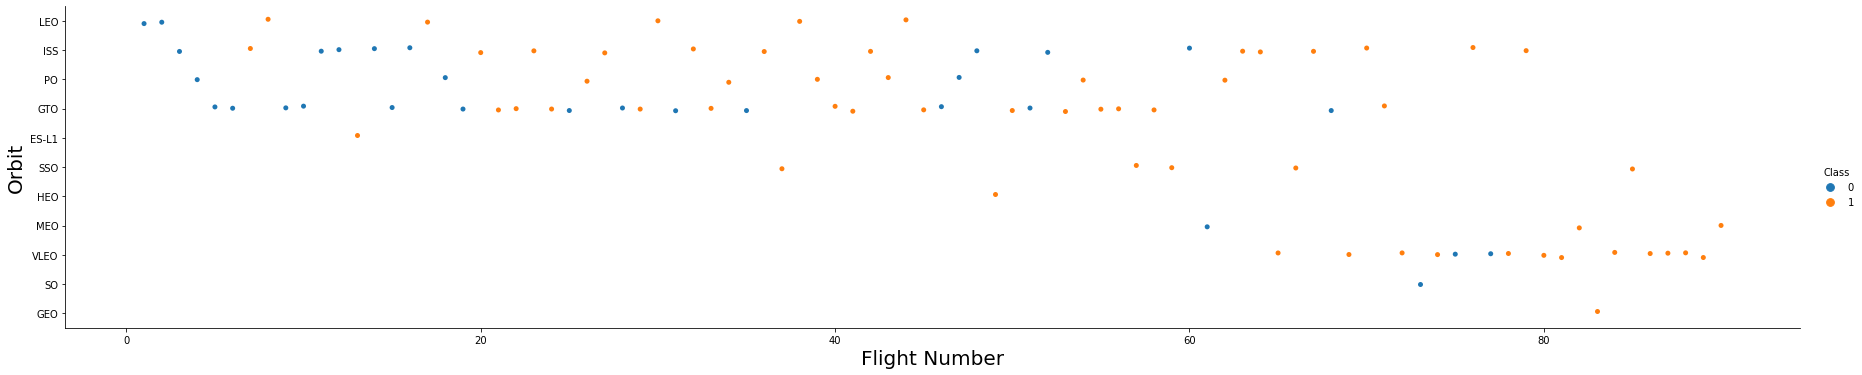 LEO
ISS
PO
GTO
ES-L1
SSO
HEO
MEO
VLEO
SO
GEO
Orbit
0 20 40 60 80
Flight Number
Class
0
1